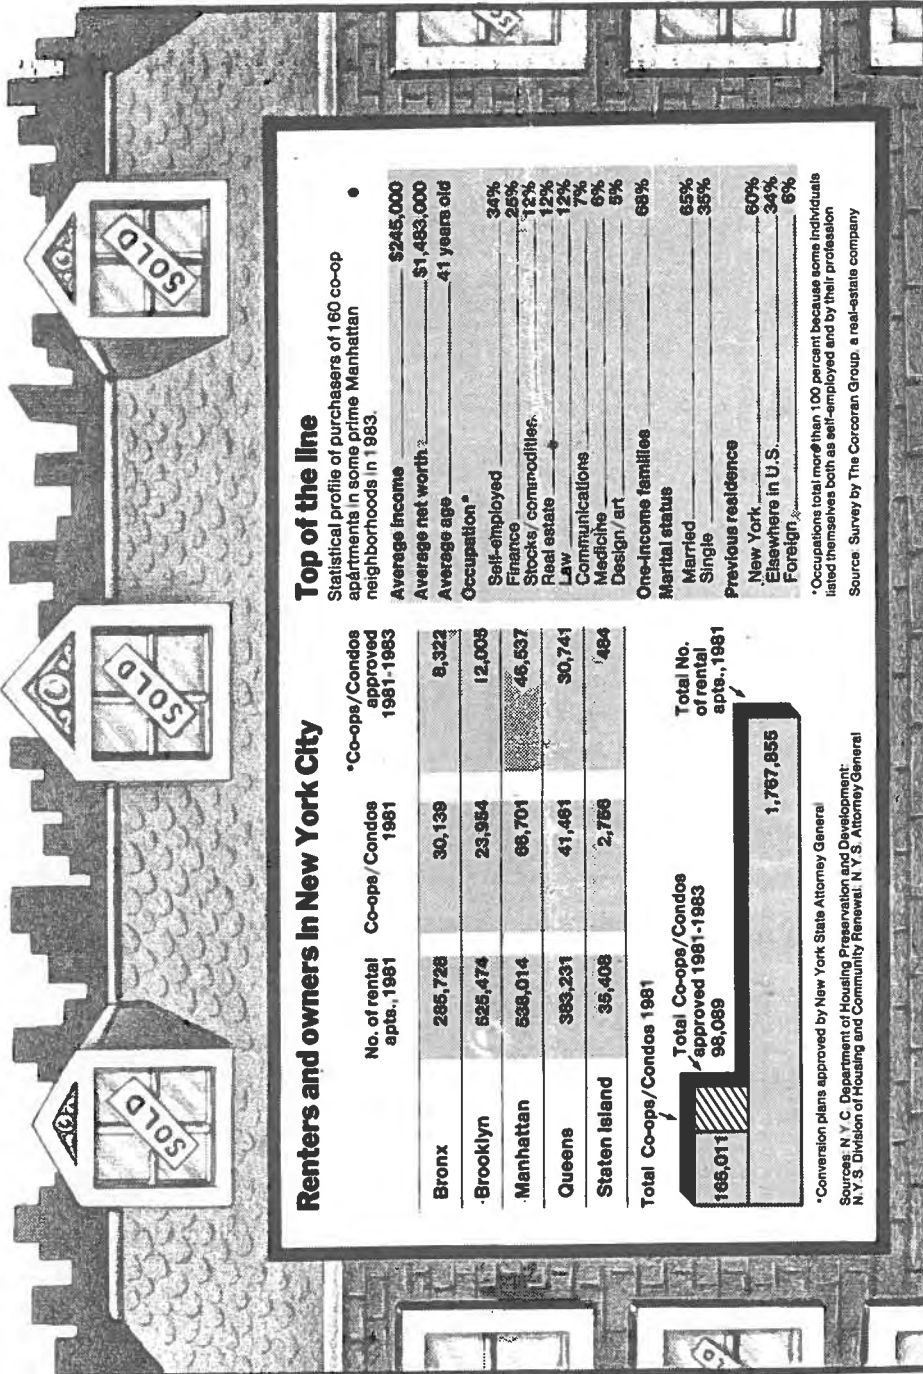 SOLD
SOLD
SOLD
Renters and owners in New York City
No. of rental apts., 1981
Co-ops/Condos 1981
*Co-ops/Condos approved 1981-1983
Bronx 285,728 30,139 8,322
Brooklyn 525,474 23,954 12,005
Manhattan 538,014 66,701 46,537
Queens 383,231 41,461 30,741
Staten Island 35,408 2,756 484
Total Co-ops/Condos 1981
165,011
Total Co-ops/Condos
approved 1981-1983
98,089
Total No.
of rental
apts., 1981
1,767,855
*Conversion plans approved by New York State Attorney General
Sources: N.Y.C. Department of Housing Preservation and Development;
N.Y.S. Division of Housing and Community Renewal; N.Y.S. Attorney General
Top of the line
Statistical profile of purchasers of 160 co-op
apartments in some prime Manhattan
neighborhoods in 1983.
Average income $245,000
Average net worth $1,483,000
Average age 41 years old
Occupation*
Self-employed 34%
Finance 25%
Stocks/commodities 12%
Real estate 12%
Law 12%
Communications 7%
Medicine 6%
Design/art 5%
One-income families 68%
Marital status
Married 65%
Single 35%
Previous residence
New York 60%
Elsewhere in U.S. 34%
Foreign 6%
*Occupations total more than 100 percent because some individuals
listed themselves both as self-employed and by their profession
Source: Survey by The Corcoran Group, a real-estate company